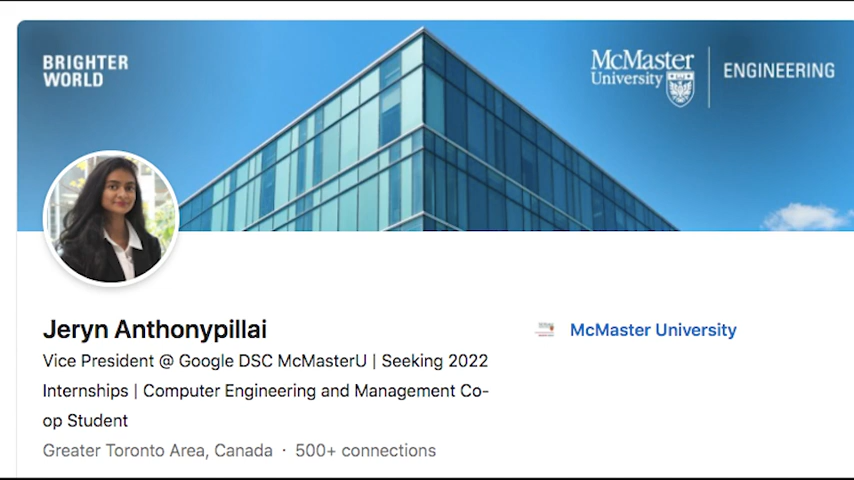 BRIGHTER
WORLD
McMaster
University
ENGINEERING
Jeryn Anthonypillai
McMaster University
Vice President @ Google DSC McMasterU | Seeking 2022
Internships | Computer Engineering and Management Co-
op Student
Greater Toronto Area, Canada · 500+ connections